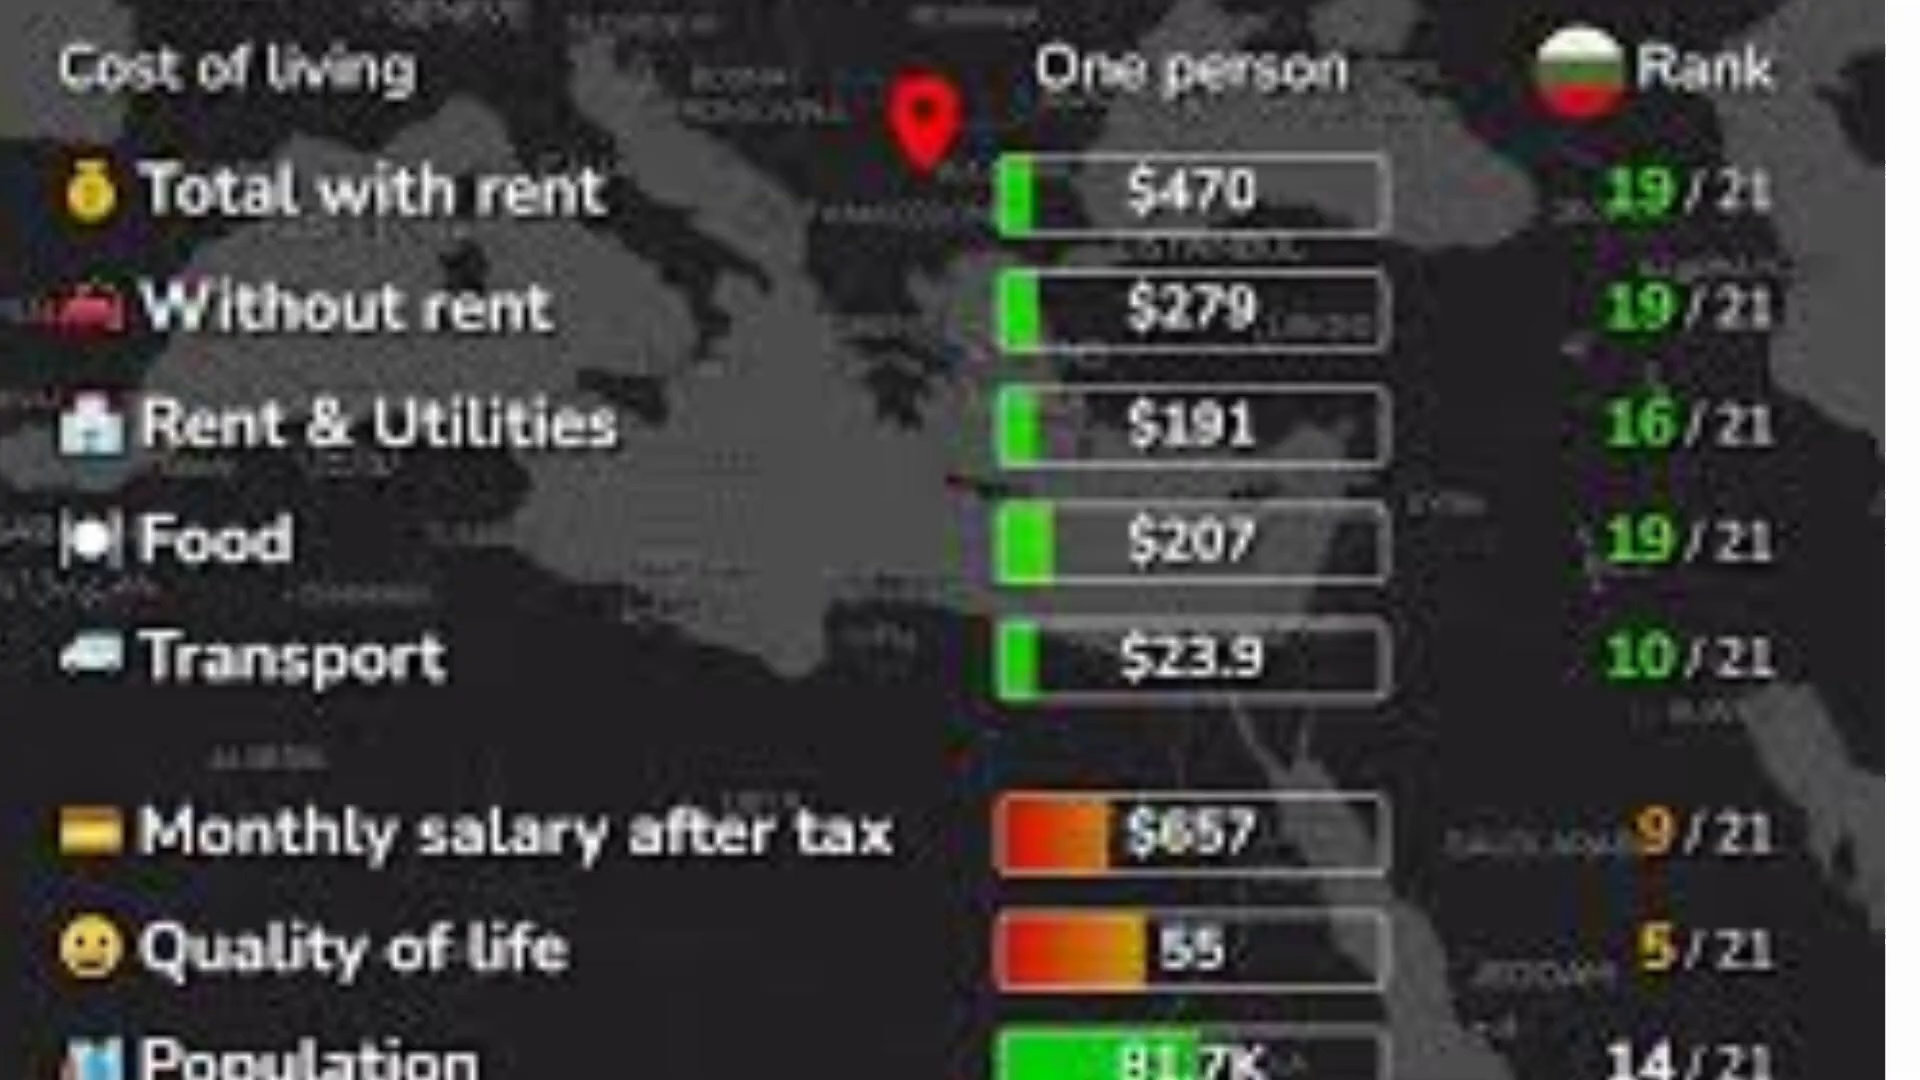 Cost of living One person Rank
Total with rent $470 19 / 21
Without rent $279 19 / 21
Rent & Utilities $191 16 / 21
Food $207 19 / 21
Transport $23.9 10 / 21
Monthly salary after tax $657 9 / 21
Quality of life 55 5 / 21
Population 81.7K 14 / 21